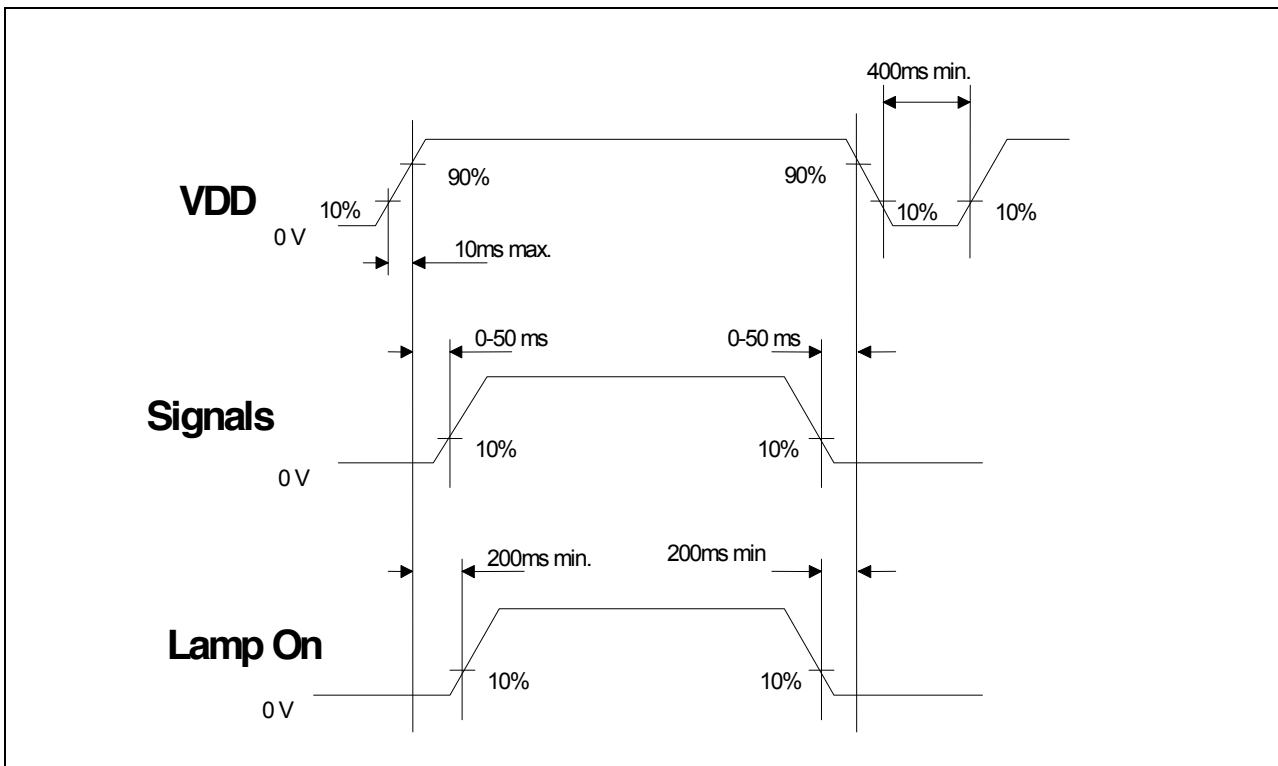 400ms min.
VDD
90%
90%
10%
10%
10%
0 V
10ms max.
0-50 ms
0-50 ms
Signals
10%
10%
0 V
200ms min.
200ms min
Lamp On
10%
10%
0 V